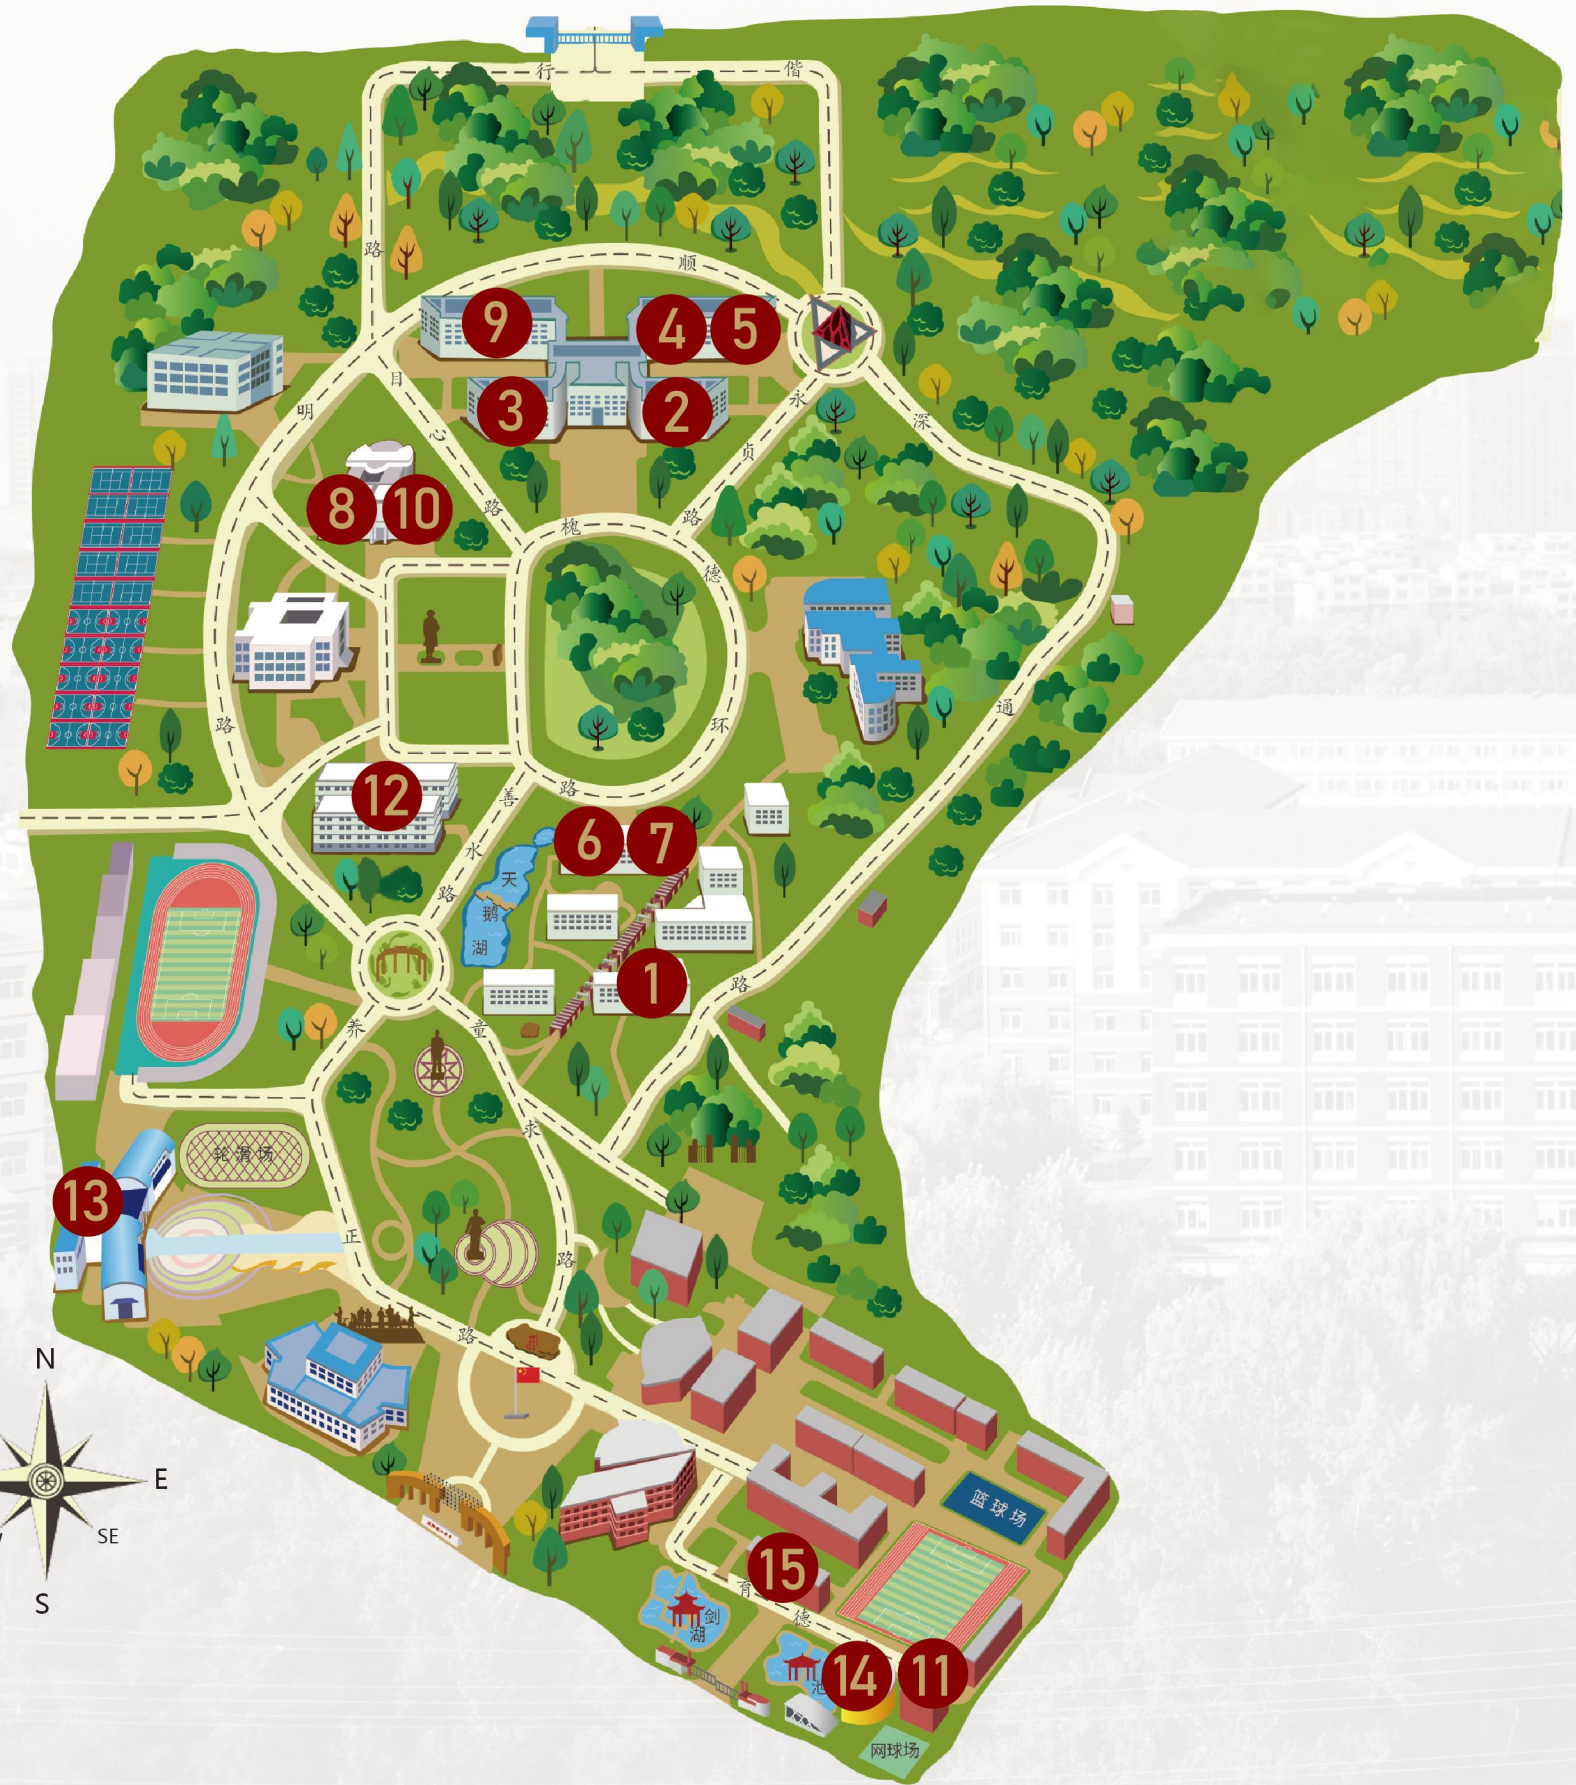 行
偕
路
顺
9
4
5
目
永
明
深
3
2
心
贞
路
路
8
10
槐
德
通
路
环
12
善
路
水
6
7
路
天
鹅
湖
1
路
养
童
求
轮滑场
13
正
路
路
N
E
SE
S
篮球场
15
育
德
剑
湖
池
14
11
网球场